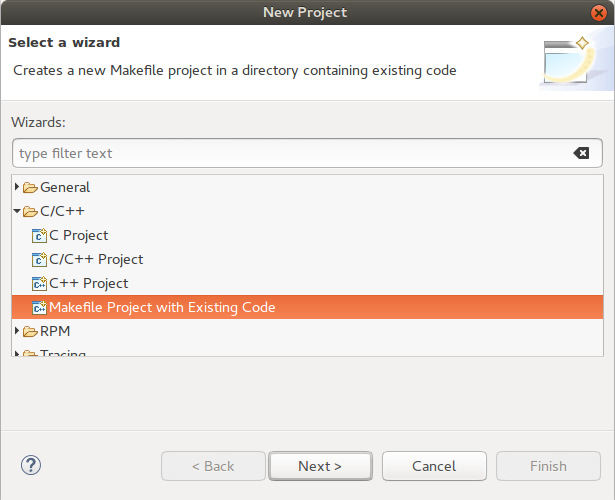 New Project
Select a wizard
Creates a new Makefile project in a directory containing existing code
Wizards:
type filter text
General
C/C++
C Project
C/C++ Project
C++ Project
Makefile Project with Existing Code
RPM
Tracing
< Back
Next >
Cancel
Finish